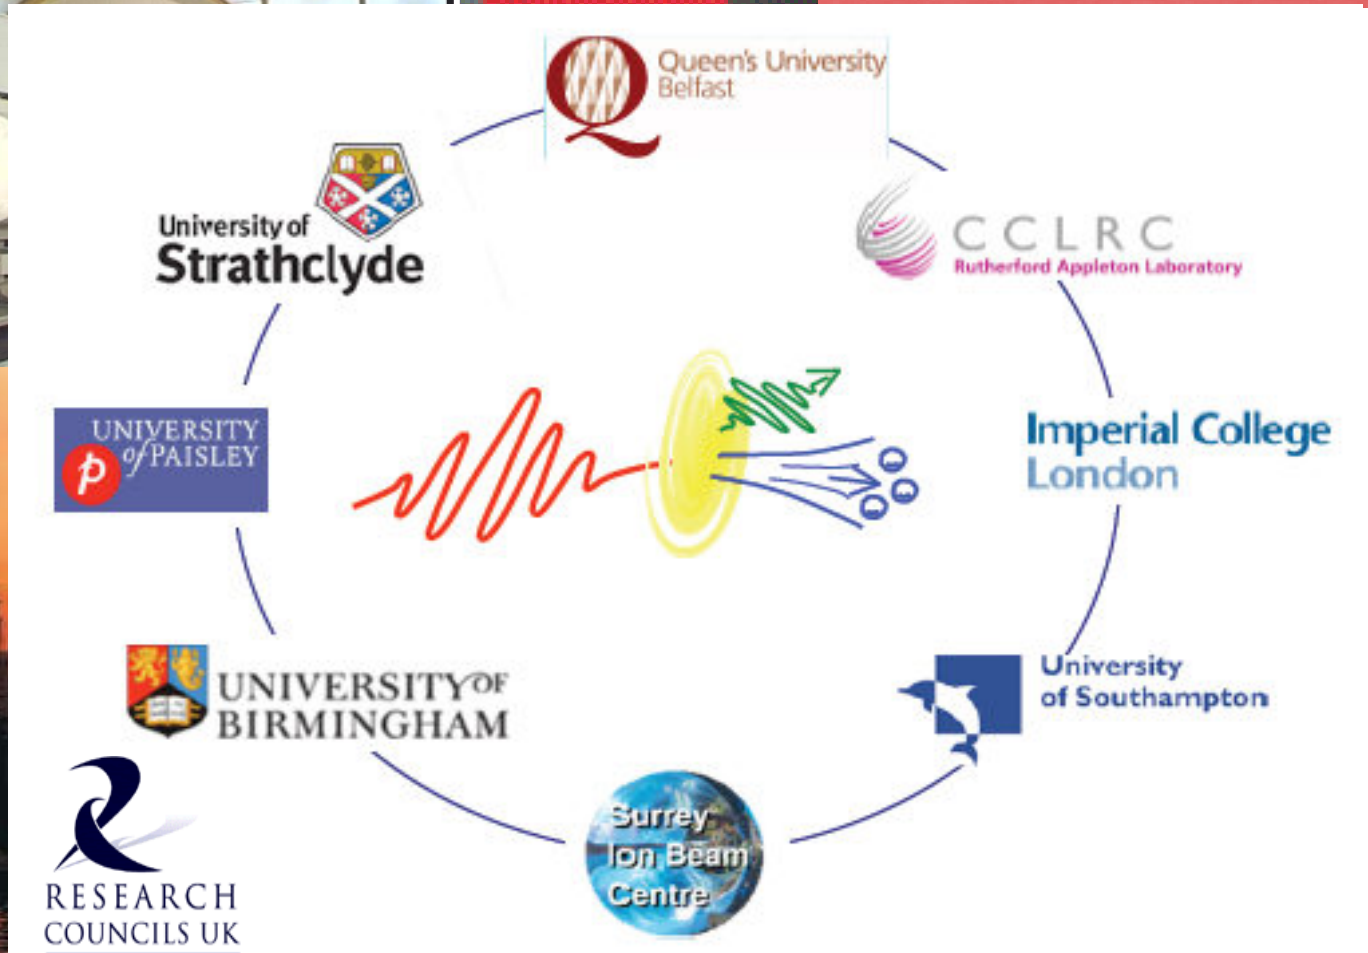 Queen's University
Belfast
University of
Strathclyde
CCLRC
Rutherford Appleton Laboratory
UNIVERSITY
of PAISLEY
p
Imperial College
London
UNIVERSITY OF
BIRMINGHAM
University
of Southampton
Surrey
Ion Beam
Centre
RESEARCH
COUNCILS UK